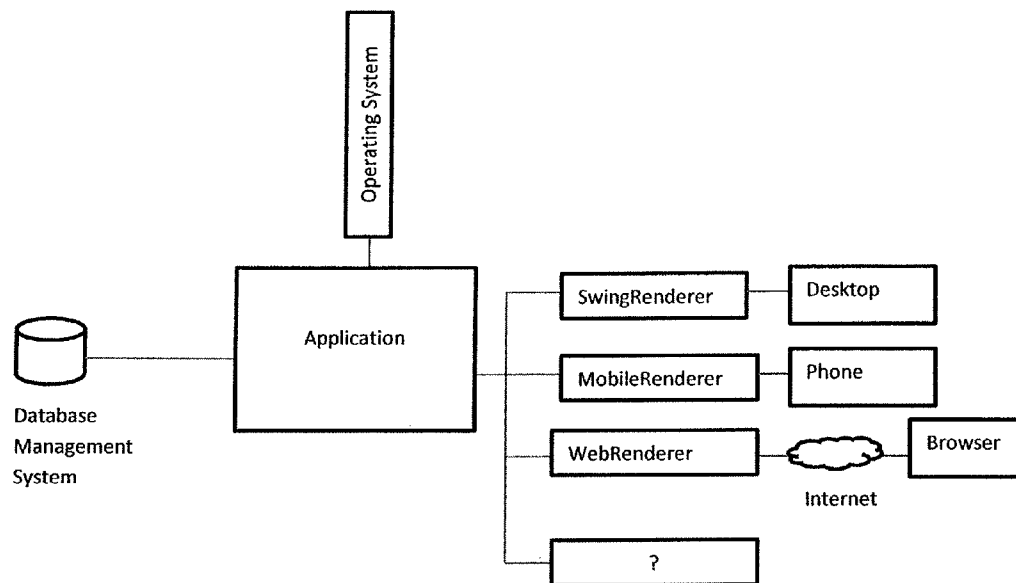 Operating System
Application
SwingRenderer
Desktop
MobileRenderer
Phone
WebRenderer
Internet
Browser
?
Database
Management
System